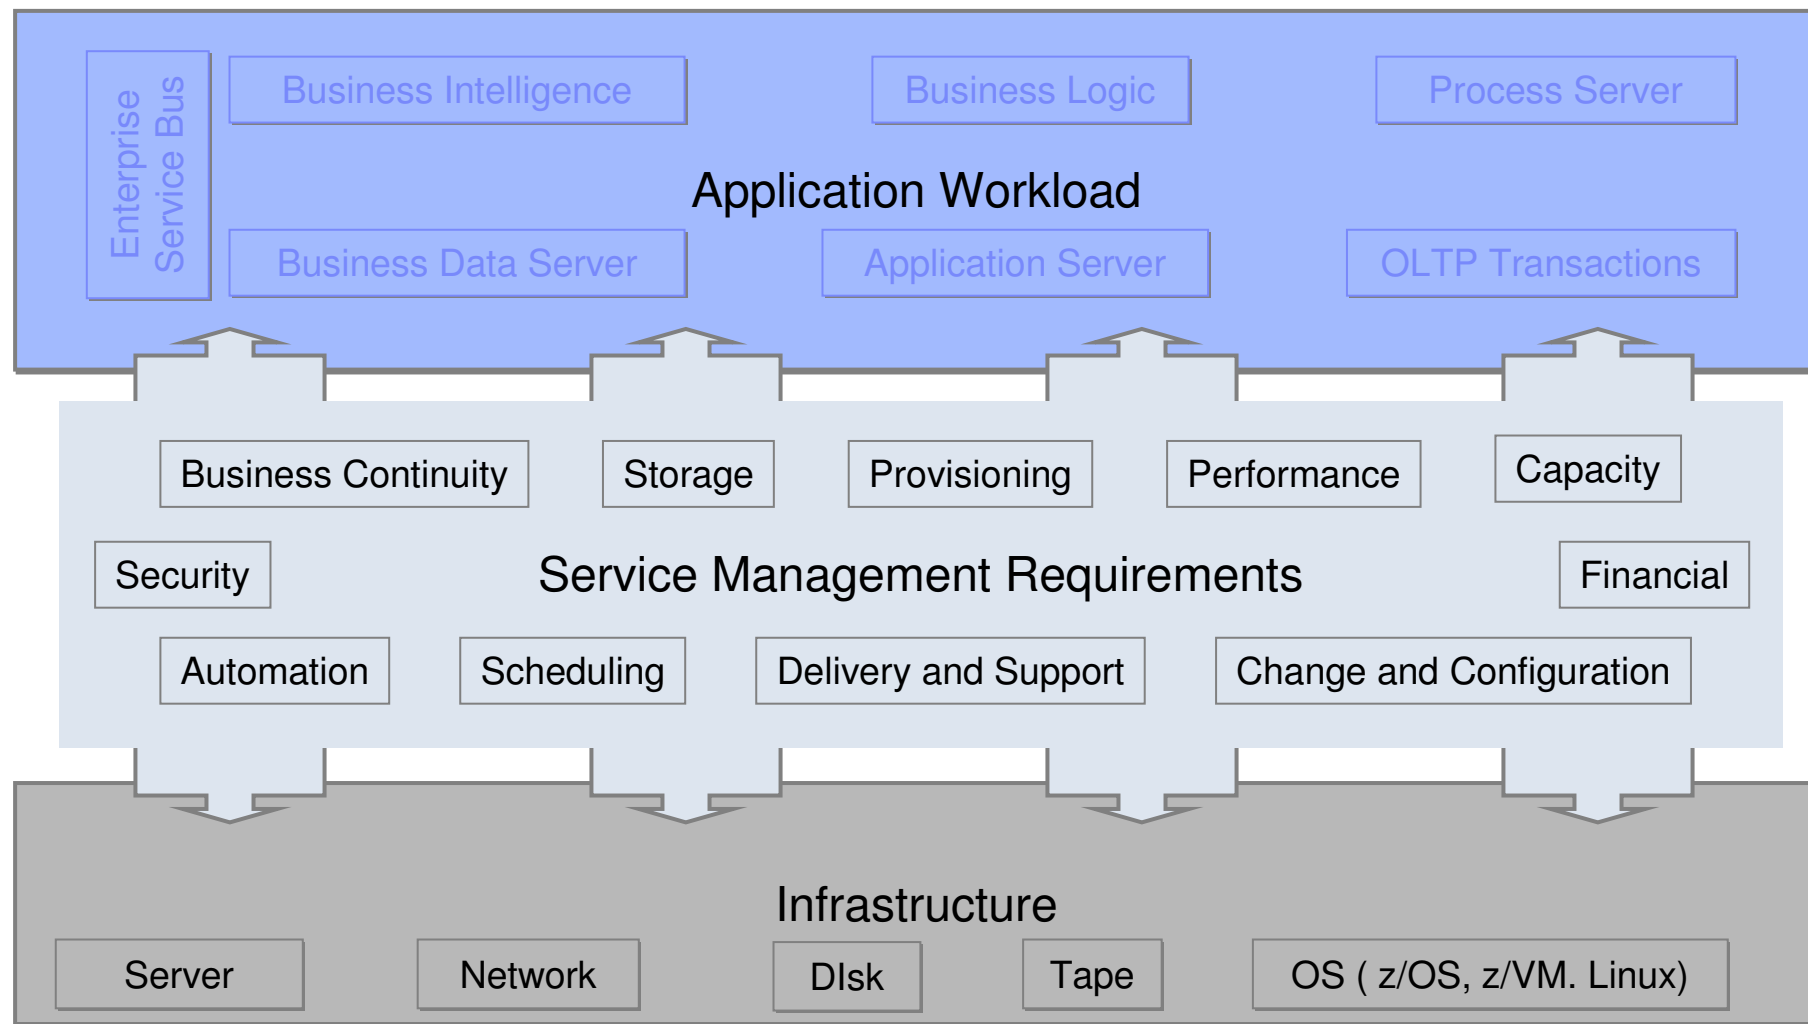 Enterprise
Service Bus
Business Intelligence
Business Logic
Process Server
Application Workload
Business Data Server
Application Server
OLTP Transactions
Business Continuity
Storage
Provisioning
Performance
Capacity
Security
Service Management Requirements
Financial
Automation
Scheduling
Delivery and Support
Change and Configuration
Infrastructure
Server
Network
DIsk
Tape
OS ( z/OS, z/VM. Linux)